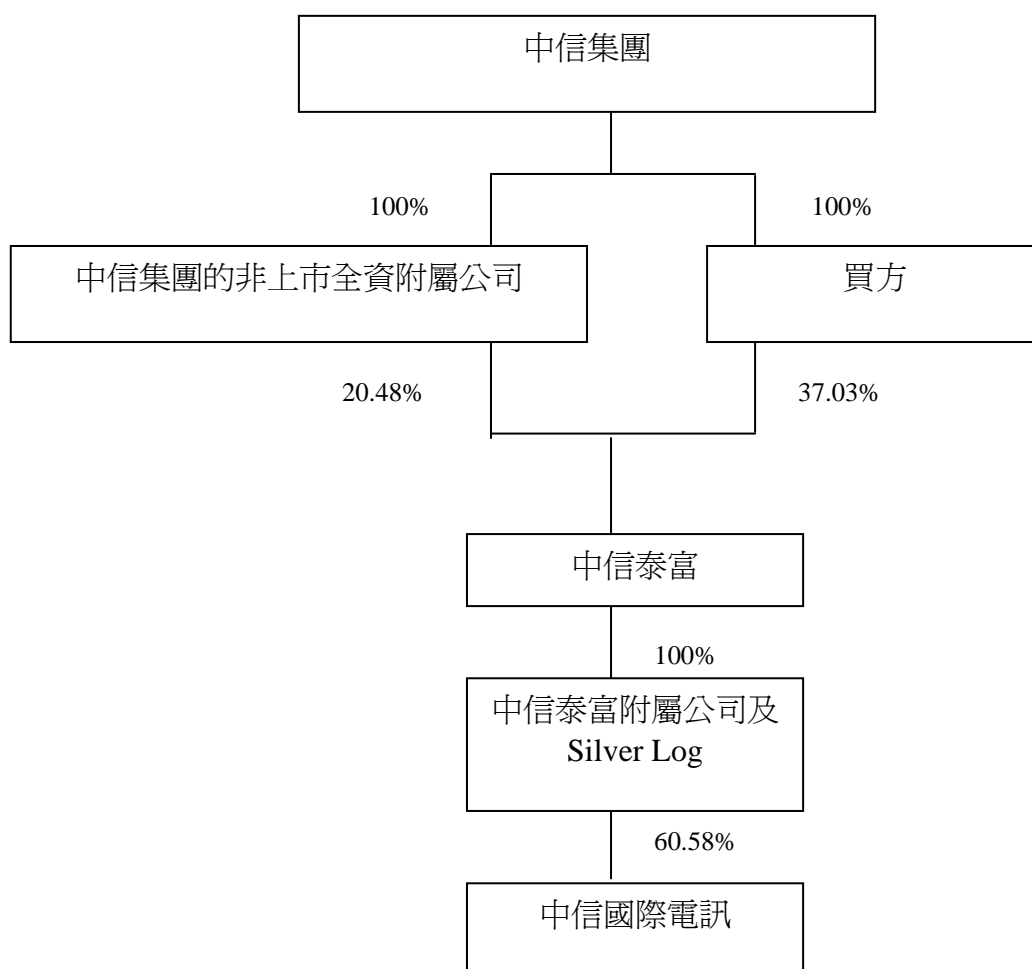 中信集團
100%
100%
中信集團的非上市全資附屬公司
買方
20.48%
37.03%
中信泰富
100%
中信泰富附屬公司及
Silver Log
60.58%
中信國際電訊